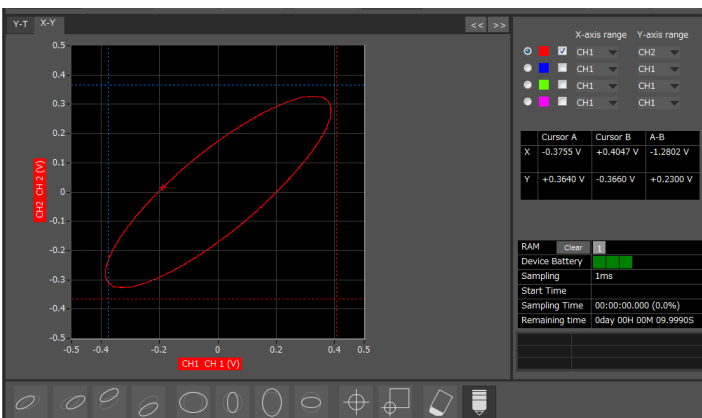 Y-T X-Y << >>
0.5
0.4
0.3
0.2
0.1
0
-0.1
-0.2
-0.3
-0.4
-0.5
CH2 CH 2 (V)
-0.5 -0.4 -0.2 0 0.2 0.4 0.5
CH1 CH 1 (V)
X-axis range Y-axis range
CH1 CH2
CH1 CH1
CH1 CH1
CH1 CH1
Cursor A Cursor B A-B
X -0.3755 V +0.4047 V -1.2802 V
Y +0.3640 V -0.3660 V +0.2300 V
RAM Clear 1
Device Battery
Sampling 1ms
Start Time
Sampling Time 00:00:00.000 (0.0%)
Remaining time 0day 00H 00M 09.9990S